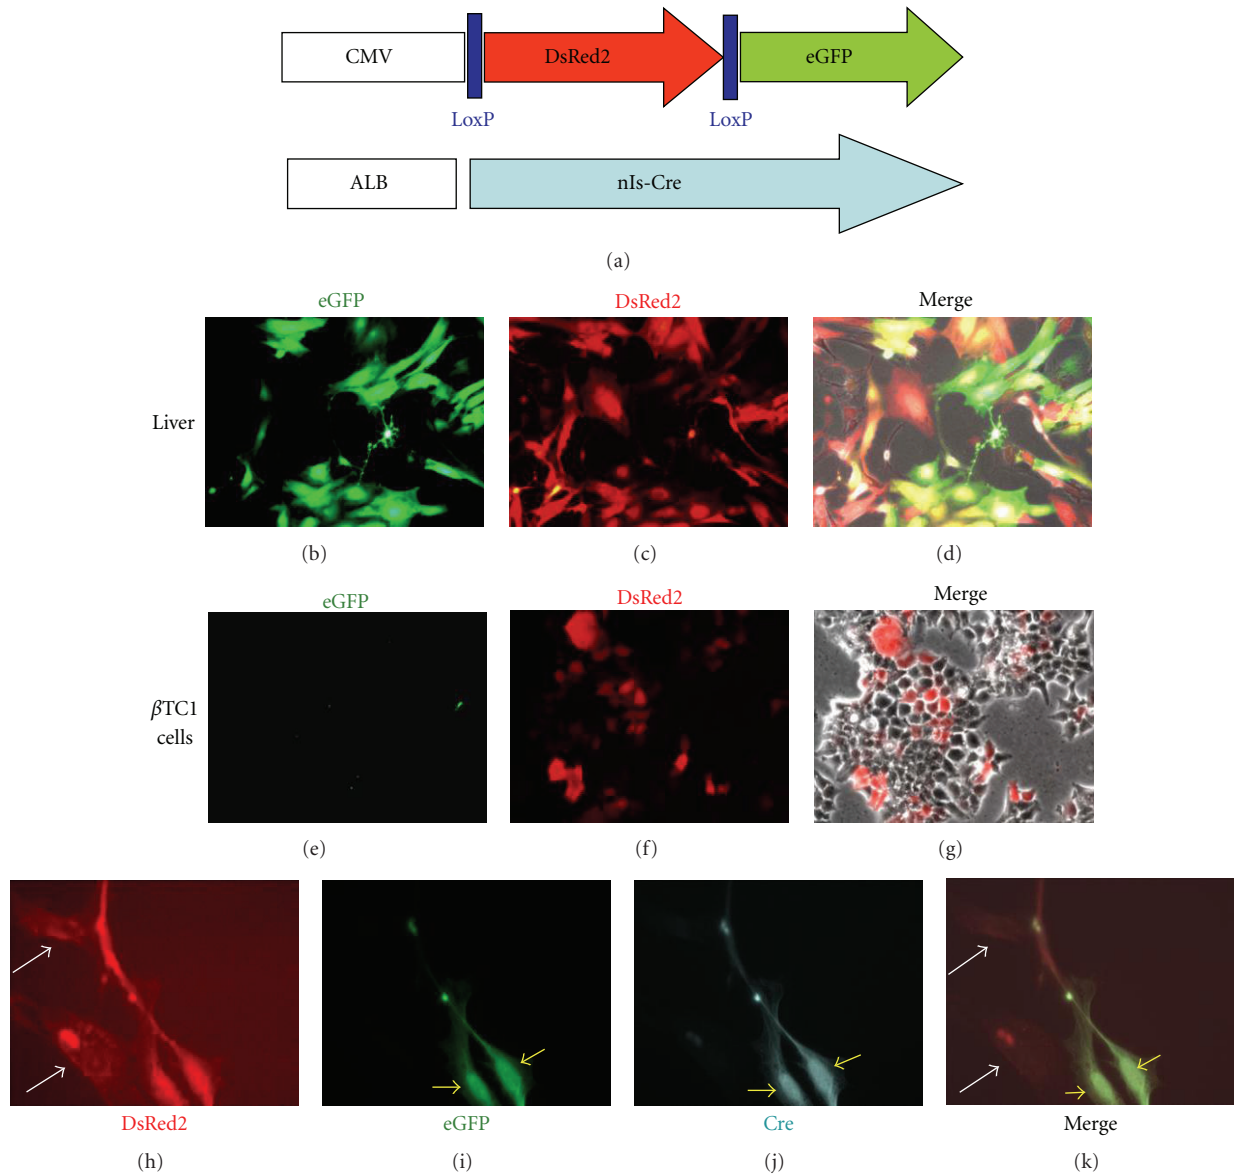 CMV
DsRed2
eGFP
LoxP
LoxP
ALB
nIs-Cre
(a)
eGFP
DsRed2
Merge
Liver
(b)
(c)
(d)
eGFP
DsRed2
Merge
βTC1
cells
(e)
(f)
(g)
DsRed2
eGFP
Cre
Merge
(h)
(i)
(j)
(k)